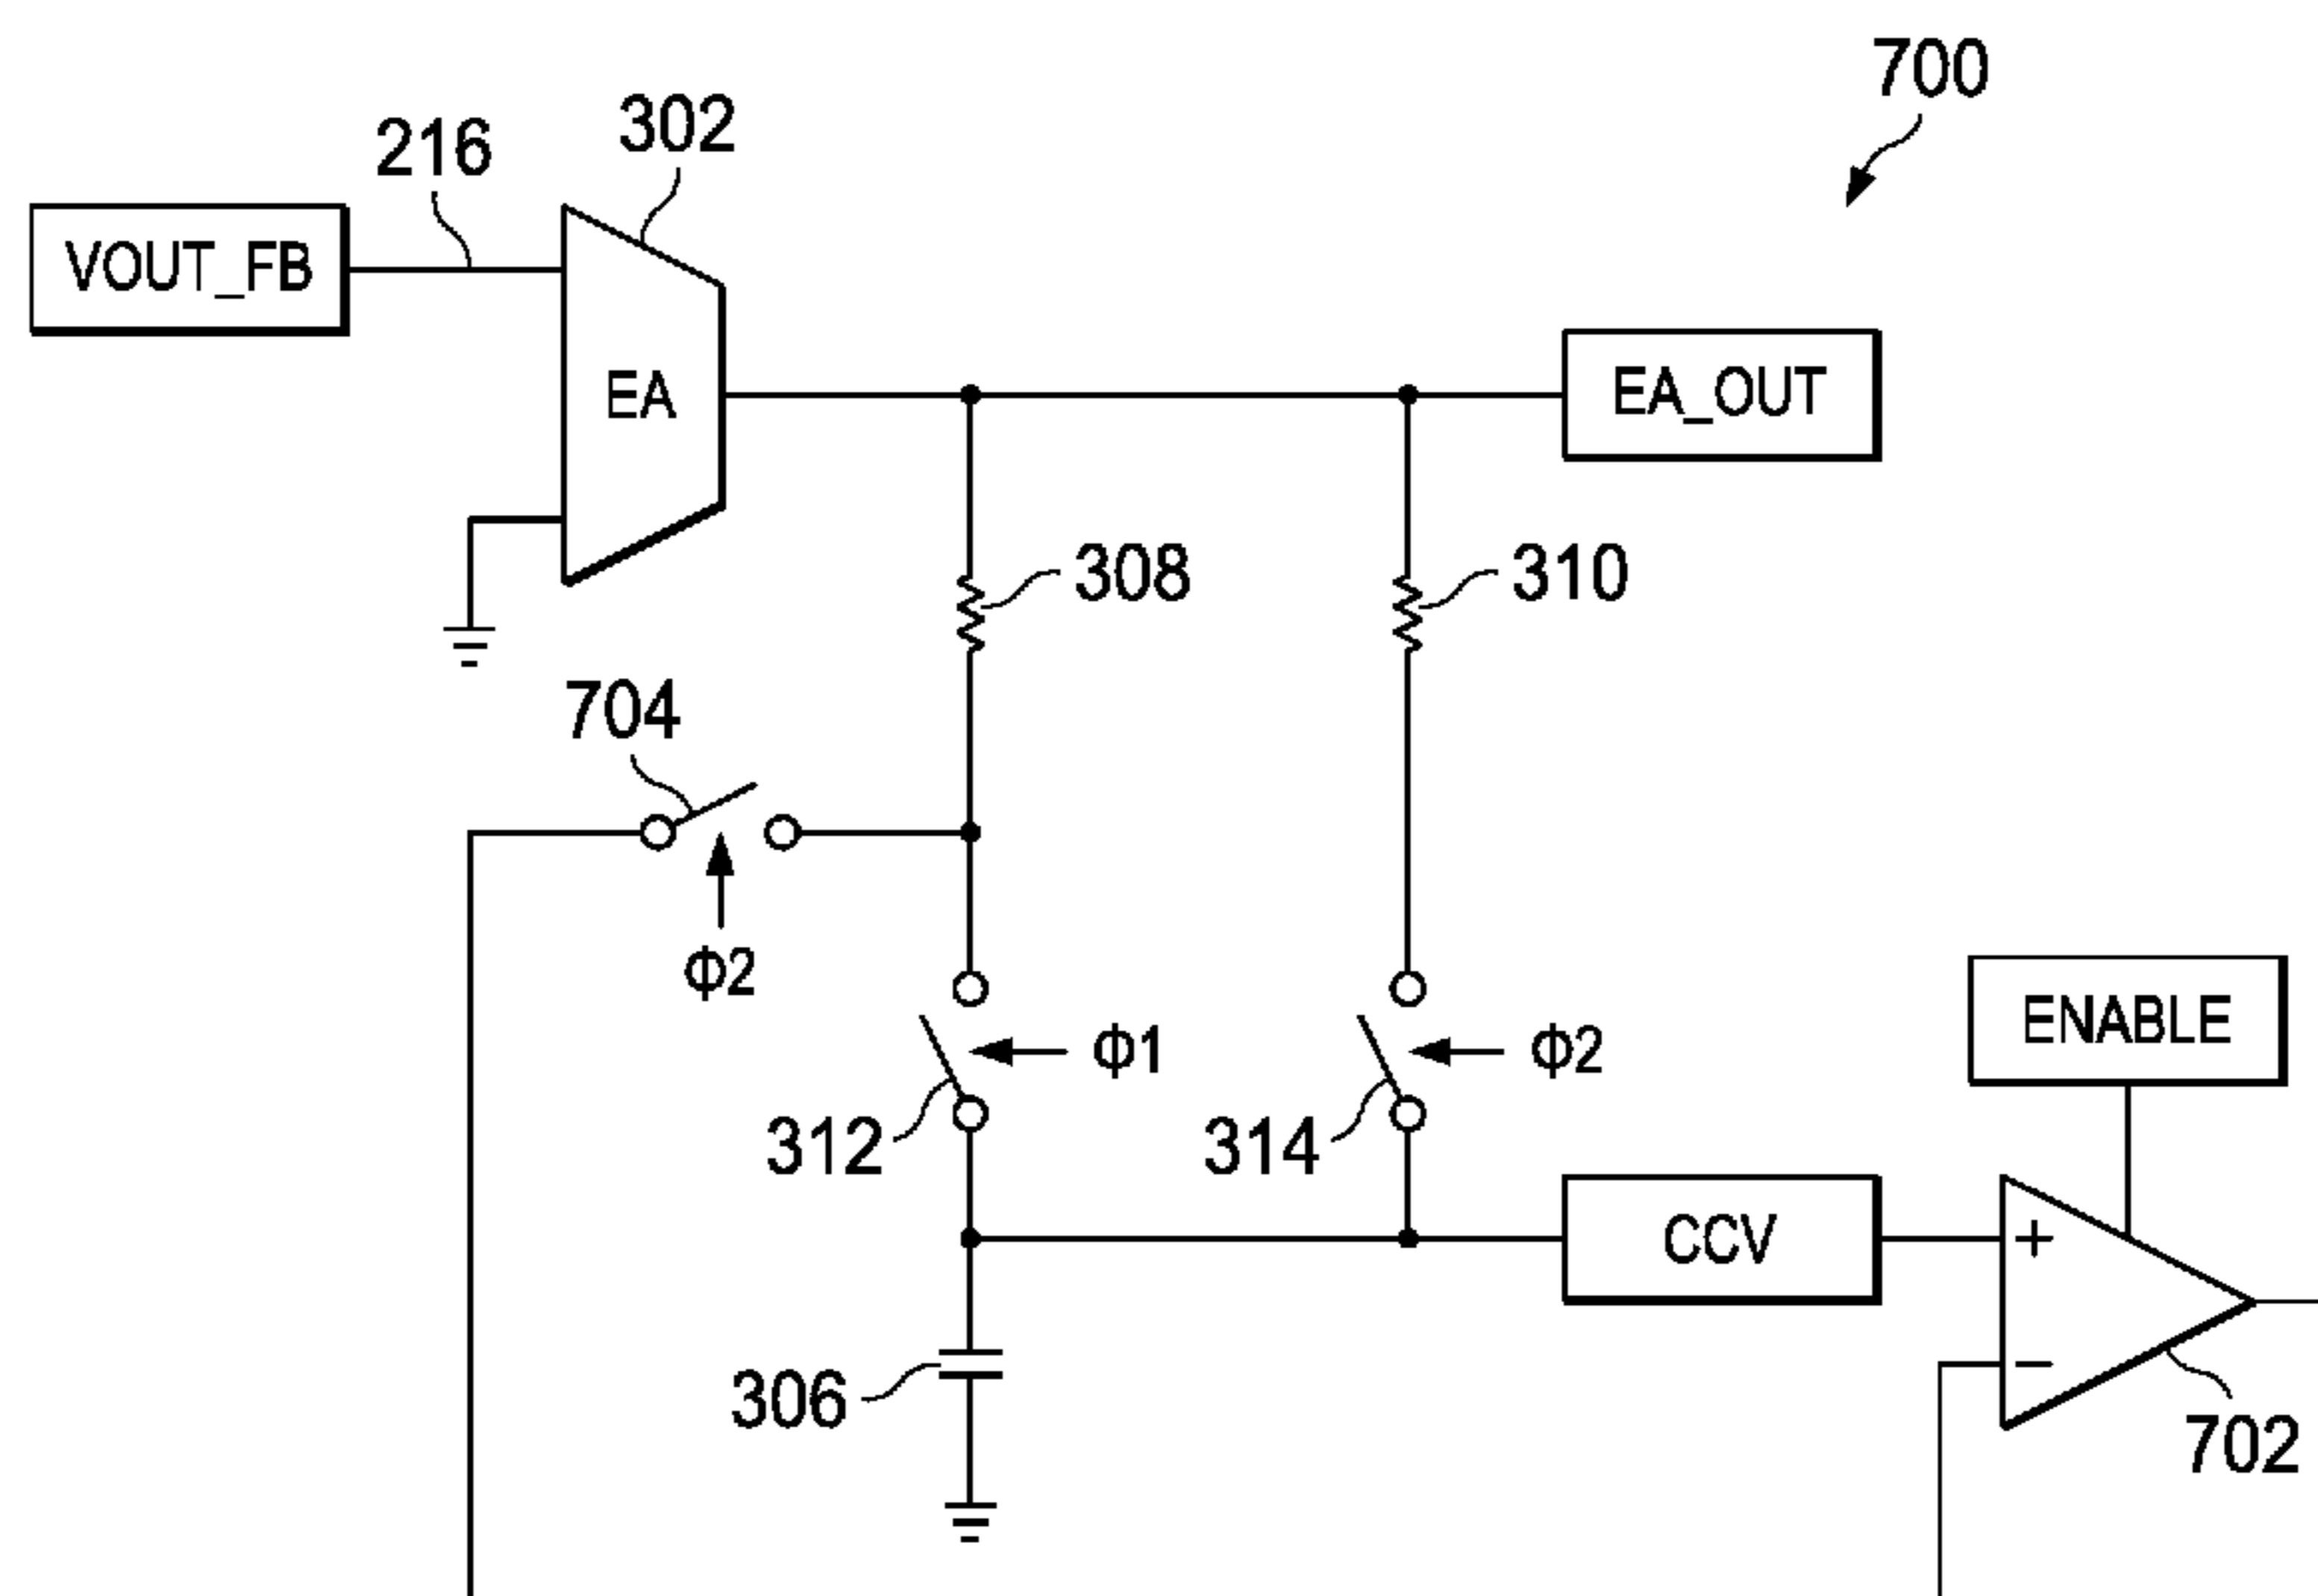 700
302
216
VOUT_FB
EA
EA_OUT
308
310
704
Φ2
Φ1
Φ2
ENABLE
312
314
CCV
+
−
306
702